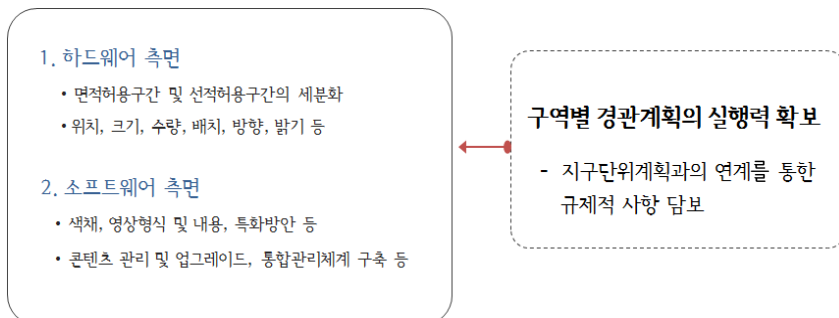 1. 하드웨어 측면
• 면적허용구간 및 선적허용구간의 세분화
• 위치, 크기, 수량, 배치, 방향, 밝기 등
2. 소프트웨어 측면
• 색채, 영상형식 및 내용, 특화방안 등
• 콘텐츠 관리 및 업그레이드, 통합관리체계 구축 등
구역별 경관계획의 실행력 확보
- 지구단위계획과의 연계를 통한
규제적 사항 담보